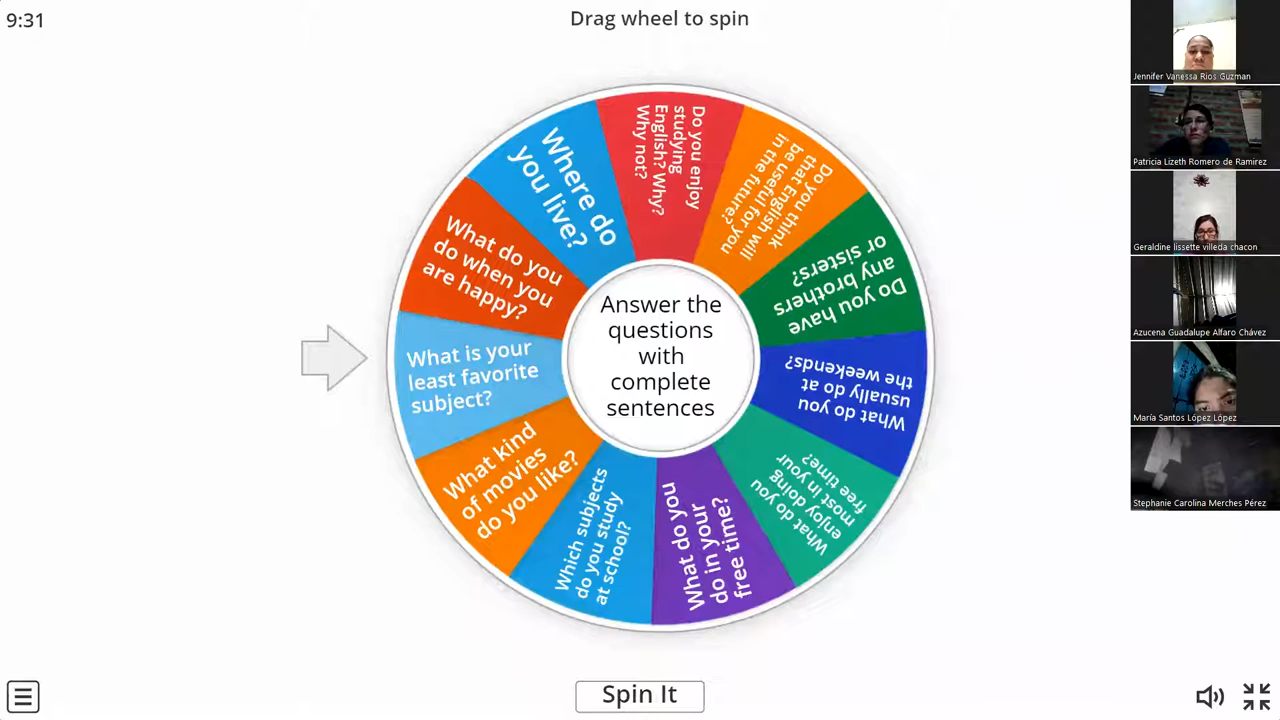 9:31
Drag wheel to spin
Do you enjoy
studying
English? Why?
Why not?
Do you think
that English will
be useful for you
in the future?
Do you have
any brothers
or sisters?
What do you
usually do at
the weekends?
What do you
enjoy doing
most in your
free time?
What do you
do in your
free time?
Which subjects
do you study
at school?
What kind
of movies
do you like?
What is your
least favorite
subject?
What do you
do when you
are happy?
Where do
you live?
Answer the
questions
with
complete
sentences
Spin It
Jennifer Vanessa Rios Guzman
Patricia Lizeth Romero de Ramirez
Geraldine lissette villeda chacon
Azucena Guadalupe Alfaro Chávez
María Santos López López
Stephanie Carolina Merches Pérez